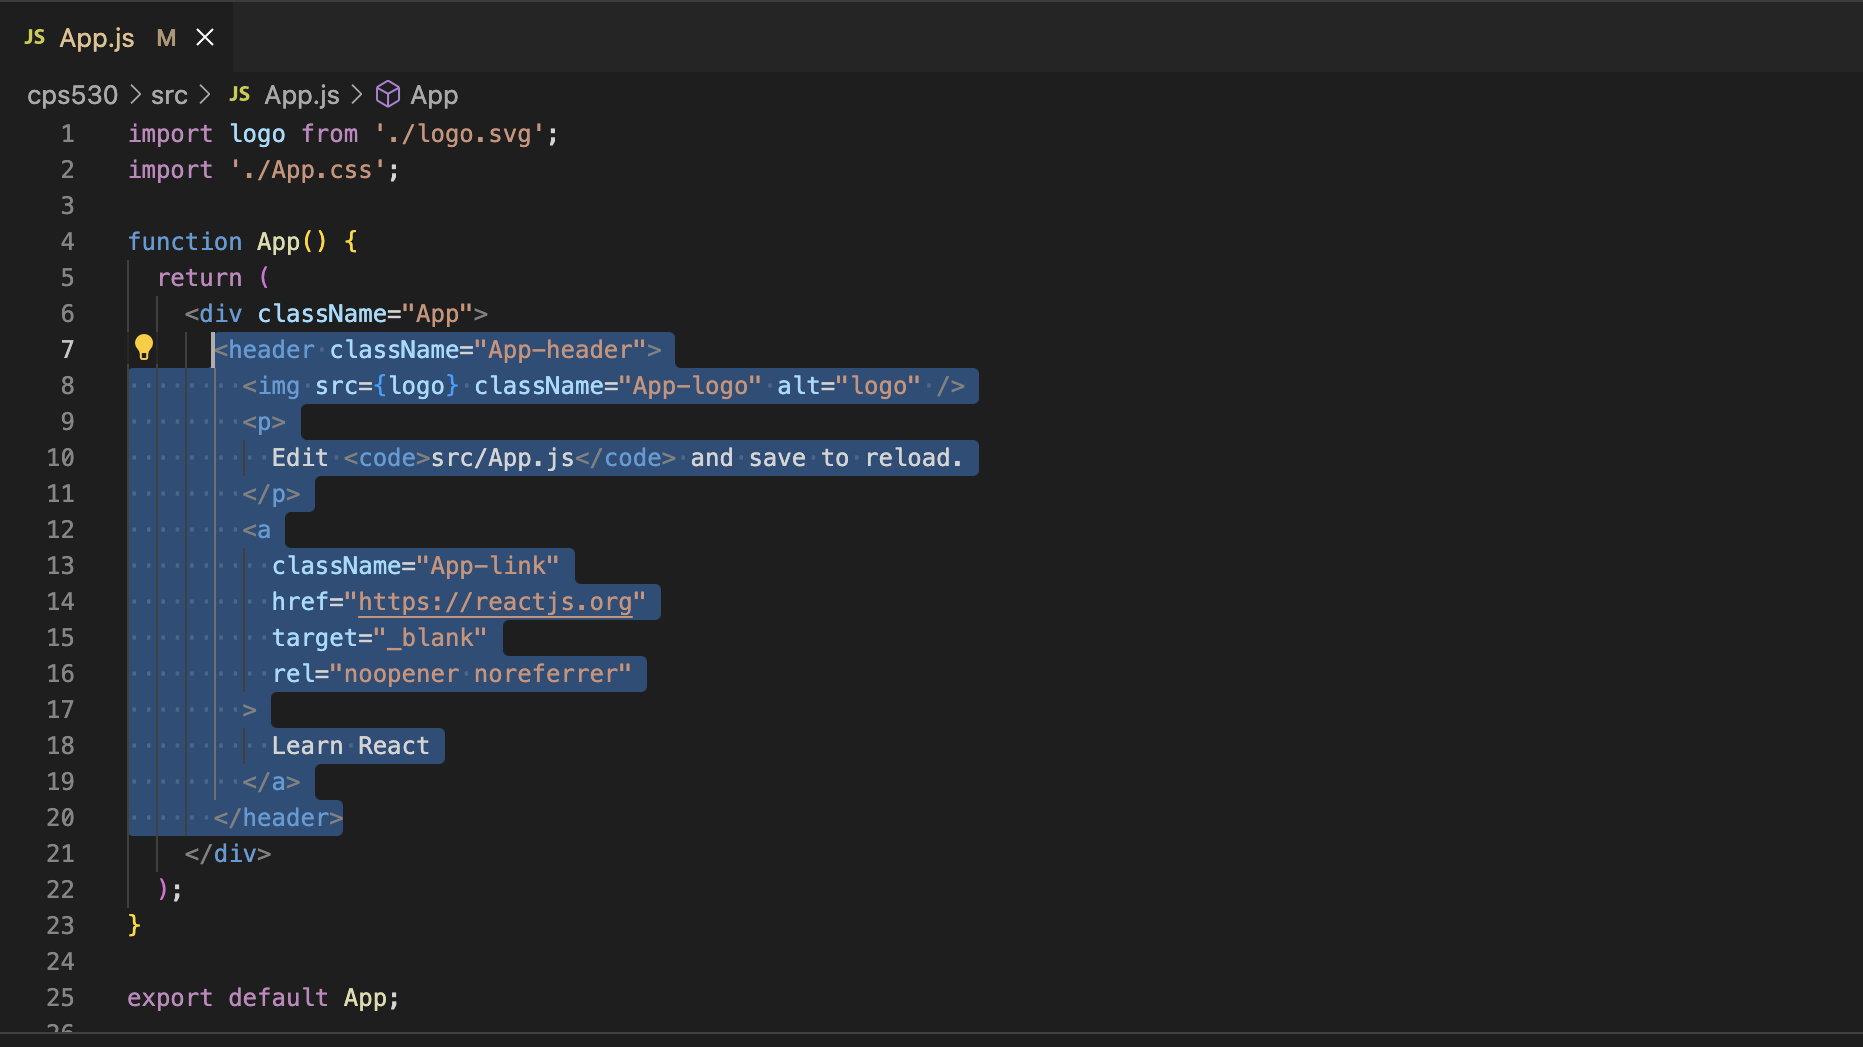 JS App.js M
cps530 > src > JS App.js > App
1 import logo from './logo.svg';
2 import './App.css';
3
4 function App() {
5 return (
6 <div className="App">
7 <header className="App-header">
8 <img src={logo} className="App-logo" alt="logo" />
9 <p>
10 Edit <code>src/App.js</code> and save to reload.
11 </p>
12 <a
13 className="App-link"
14 href="https://reactjs.org"
15 target="_blank"
16 rel="noopener noreferrer"
17 >
18 Learn React
19 </a>
20 </header>
21 </div>
22 );
23 }
24
25 export default App;
26